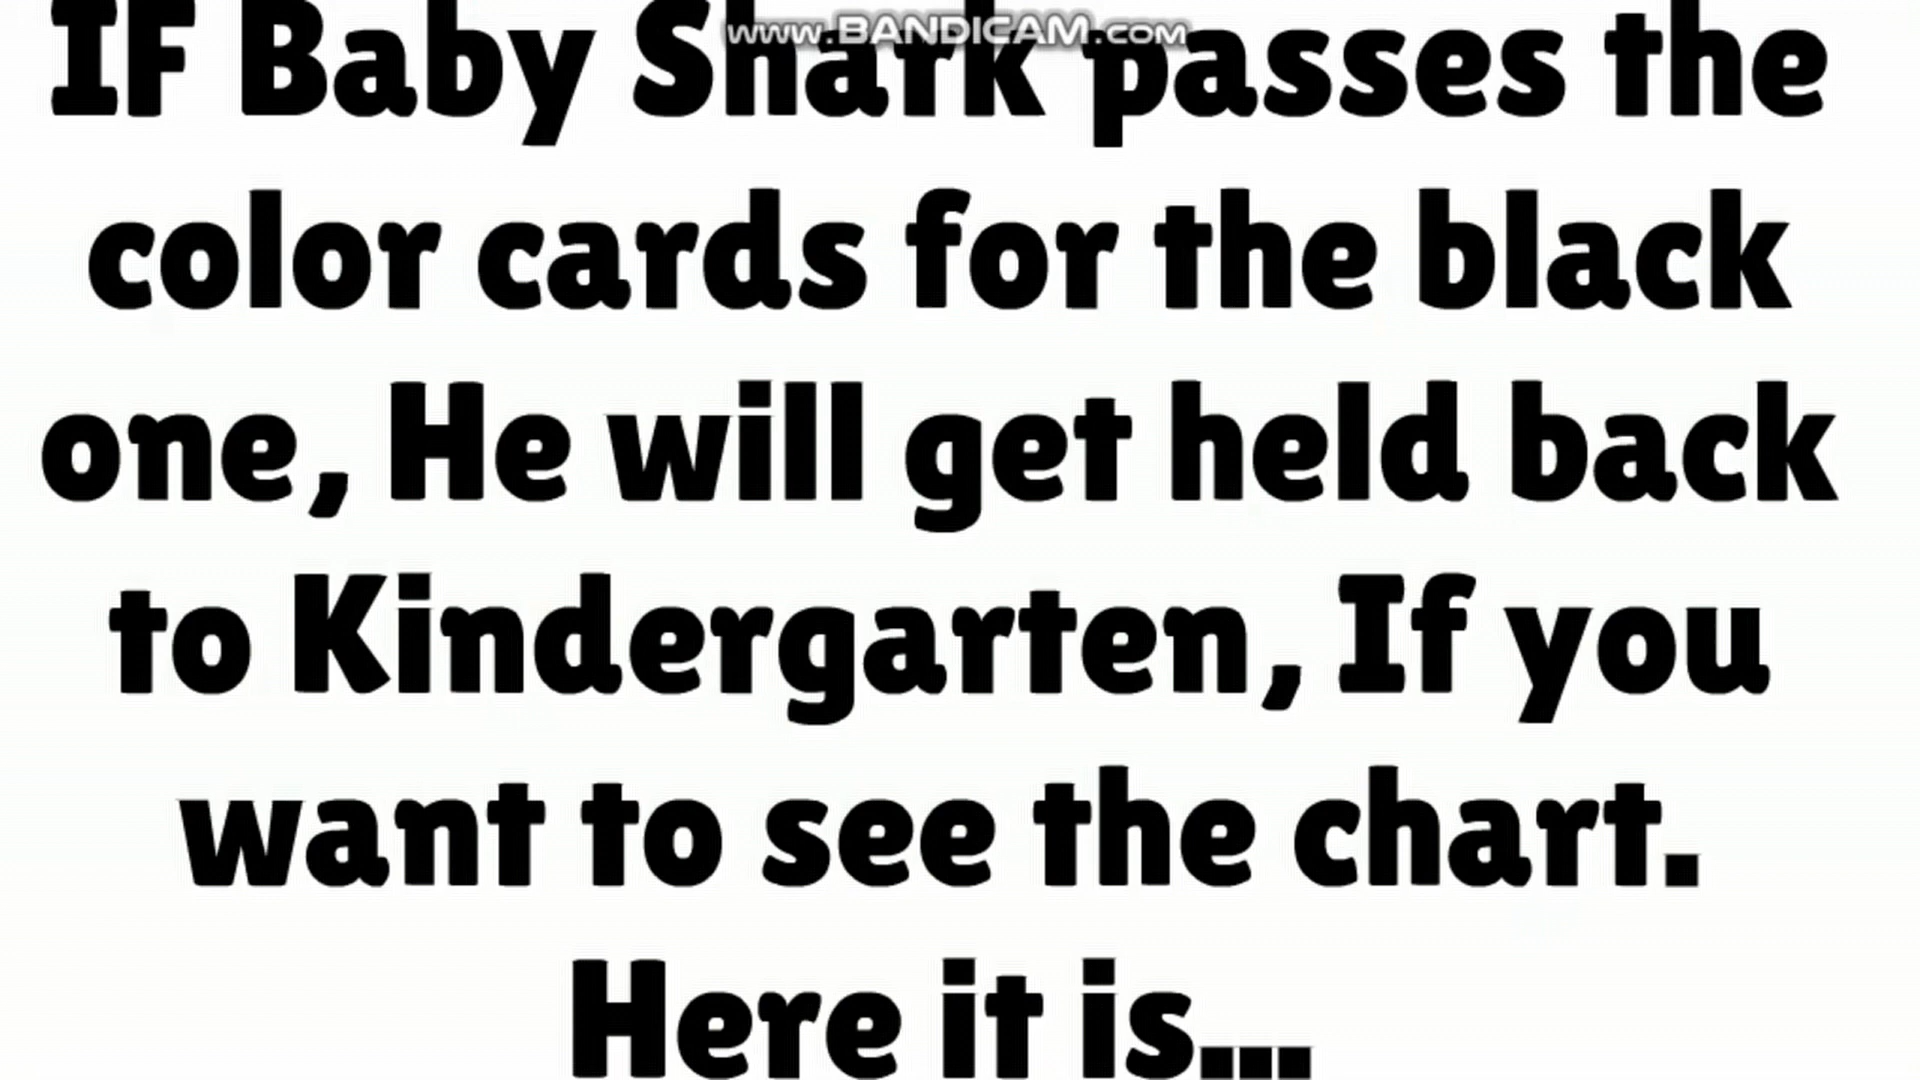 www.BANDICAM.com
IF Baby Shark passes the
color cards for the black
one, He will get held back
to Kindergarten, If you
want to see the chart.
Here it is...